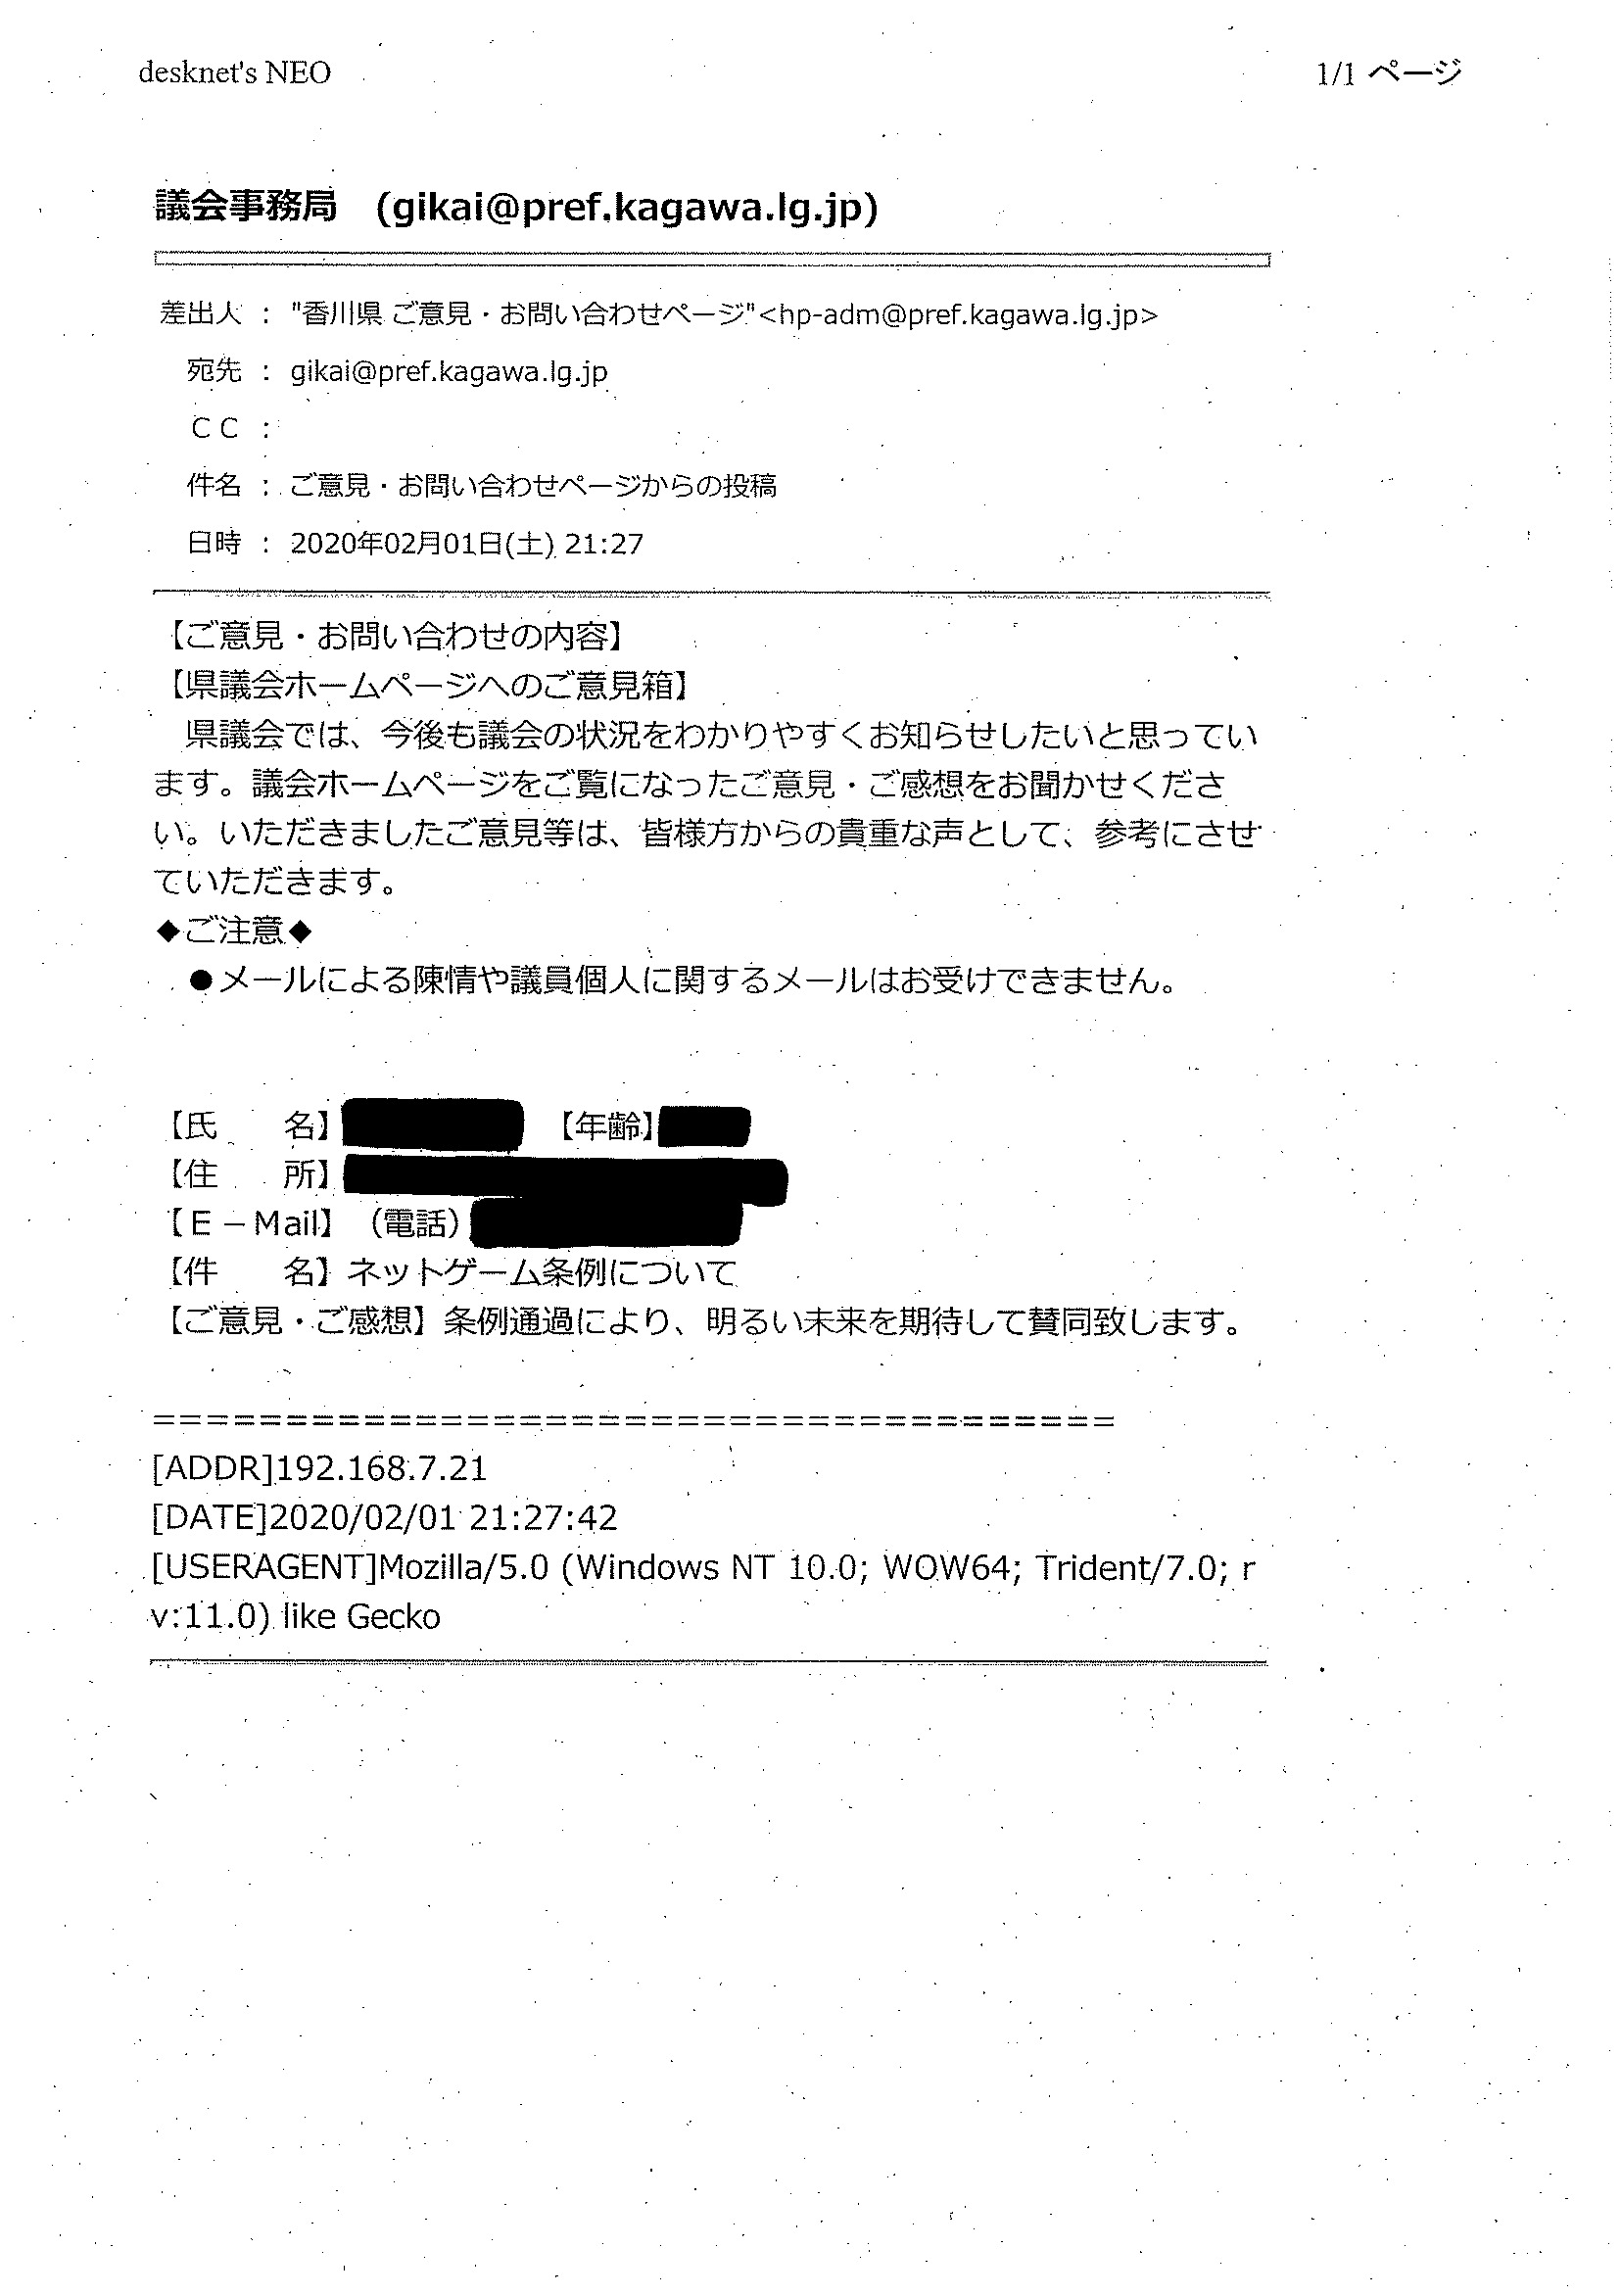 desknet's NEO
1/1 ページ
議会事務局 (gikai@pref.kagawa.lg.jp)
差出人 : "香川県 ご意見・お問い合わせページ"<hp-adm@pref.kagawa.lg.jp>
宛先 : gikai@pref.kagawa.lg.jp
ＣＣ :
件名 : ご意見・お問い合わせページからの投稿
日時 : 2020年02月01日(土) 21:27
【ご意見・お問い合わせの内容】
【県議会ホームページへのご意見箱】
　県議会では、今後も議会の状況をわかりやすくお知らせしたいと思ってい
ます。議会ホームページをご覧になったご意見・ご感想をお聞かせくださ
い。いただきましたご意見等は、皆様方からの貴重な声として、参考にさせ
ていただきます。
◆ご注意◆
　●メールによる陳情や議員個人に関するメールはお受けできません。
【氏　　名】　【年齢】
【住　　所】
【Ｅ－Mail】（電話）
【件　　名】ネットゲーム条例について
【ご意見・ご感想】条例通過により、明るい未来を期待して賛同致します。
=====================================
[ADDR]192.168.7.21
[DATE]2020/02/01 21:27:42
[USERAGENT]Mozilla/5.0 (Windows NT 10.0; WOW64; Trident/7.0; r
v:11.0) like Gecko